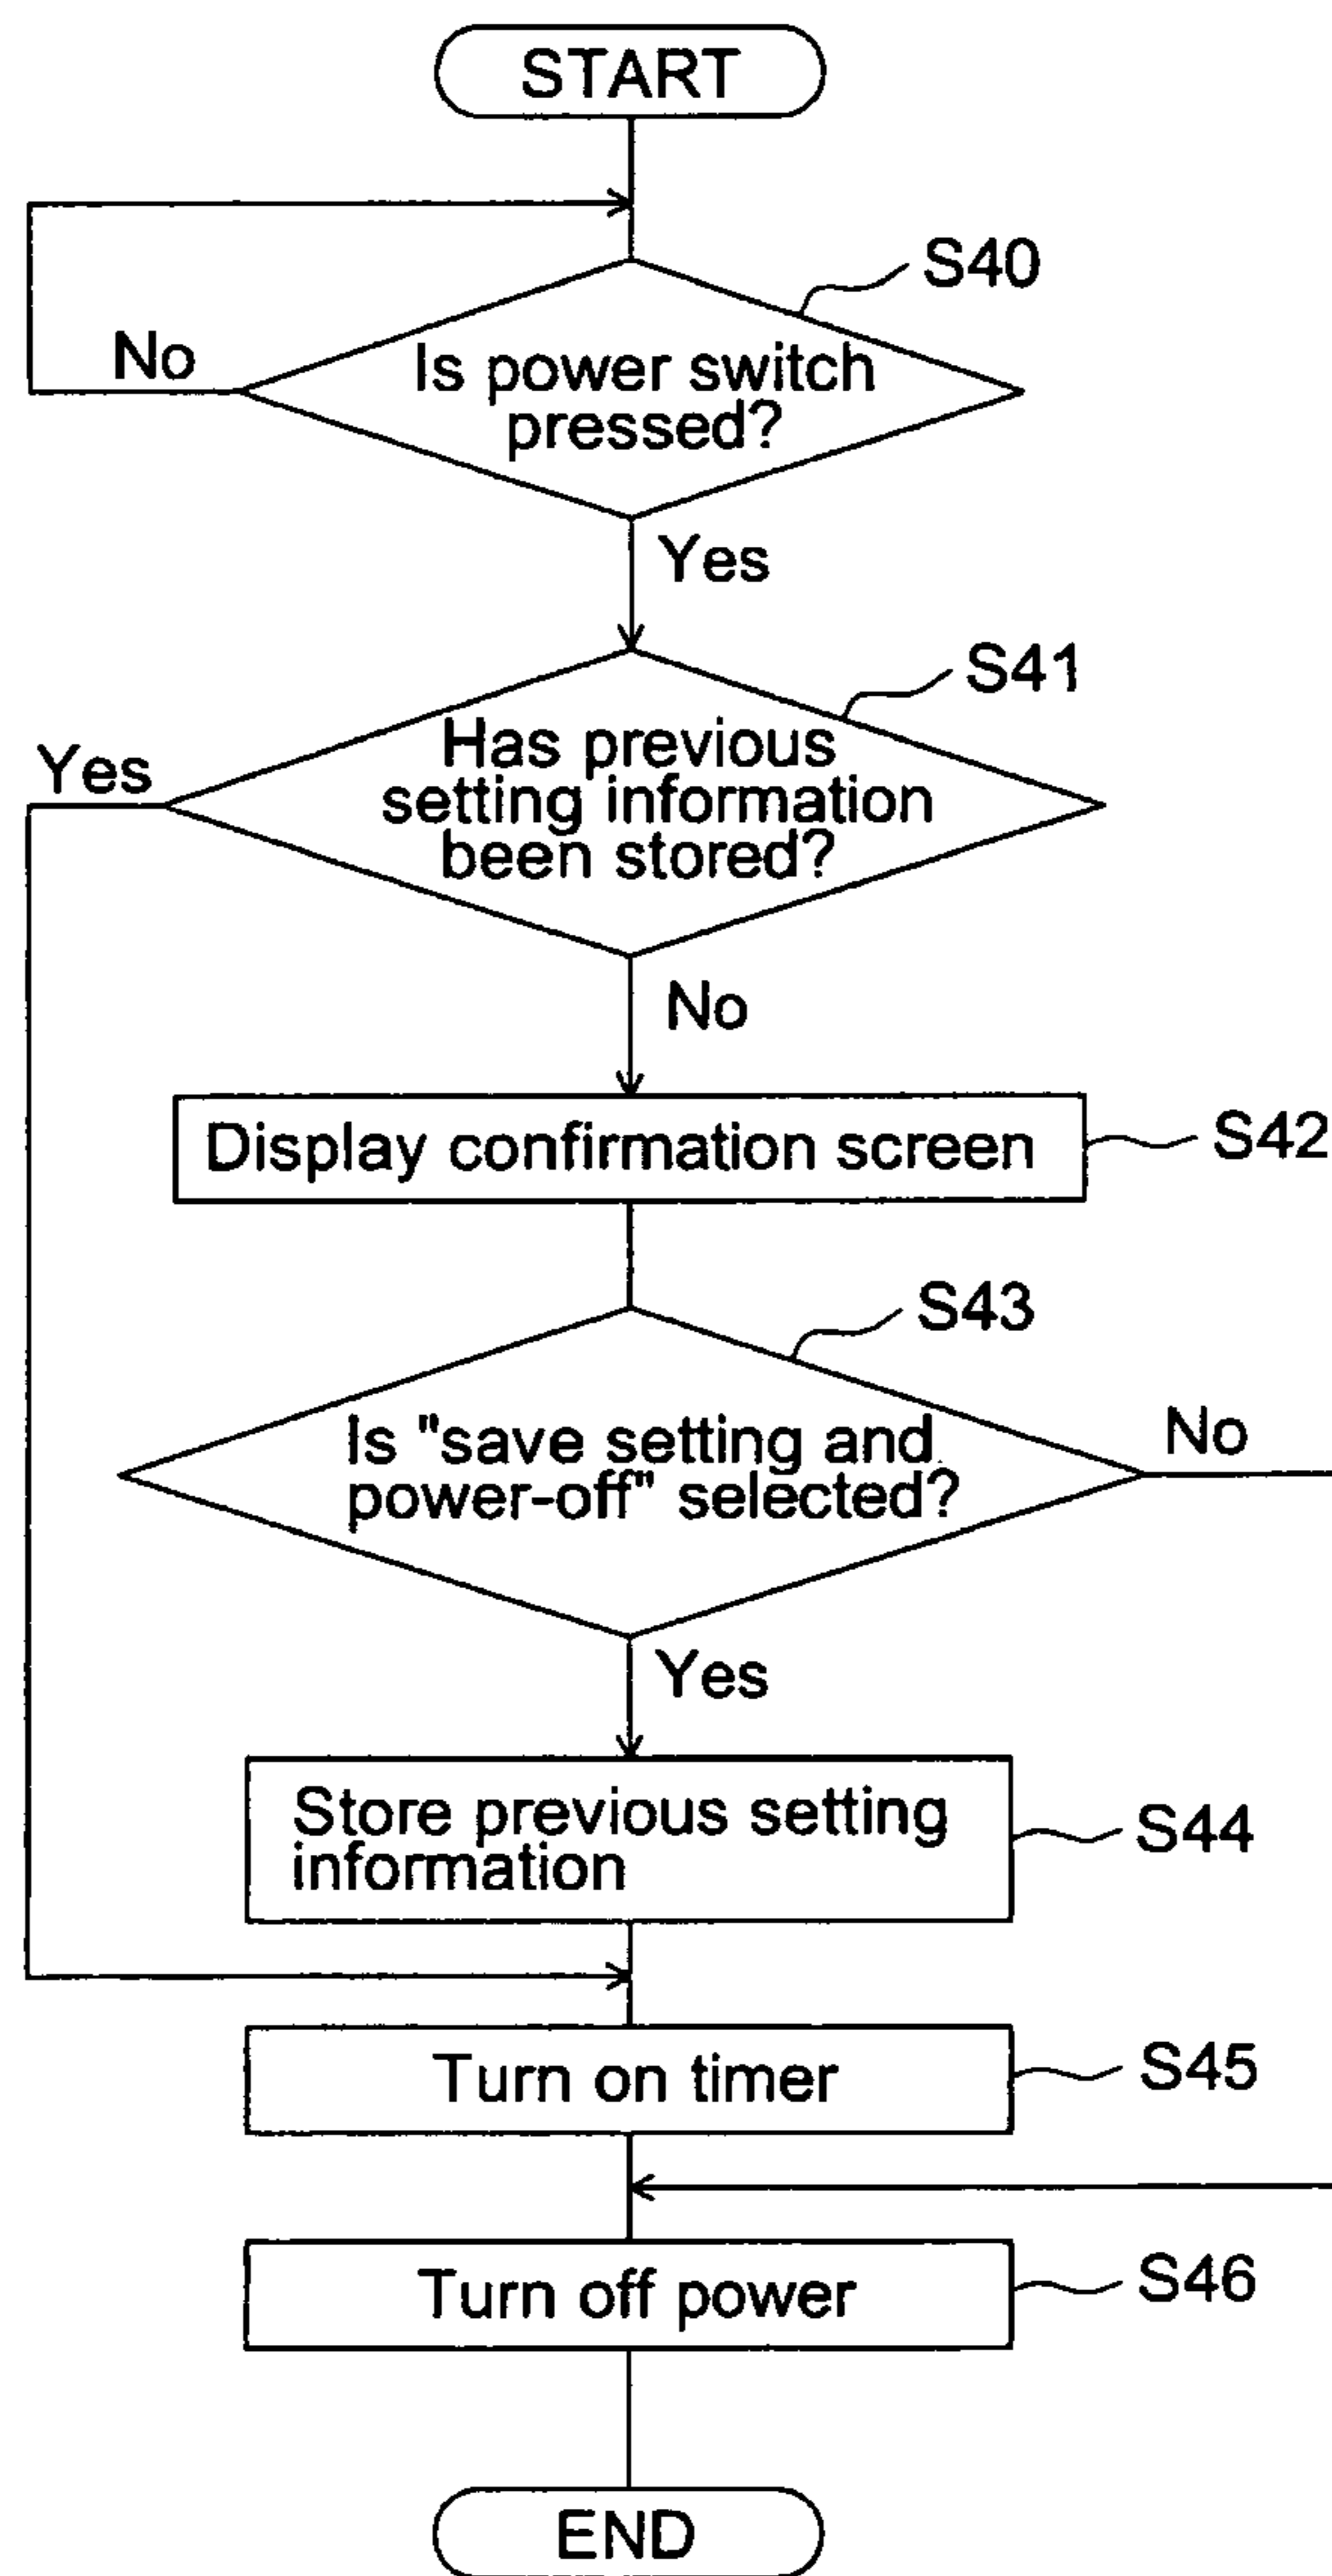 START
S40
No
Is power switch
pressed?
Yes
S41
Yes
Has previous
setting information
been stored?
No
Display confirmation screen
S42
S43
Is "save setting and
power-off" selected?
No
Yes
Store previous setting
information
S44
Turn on timer
S45
Turn off power
S46
END